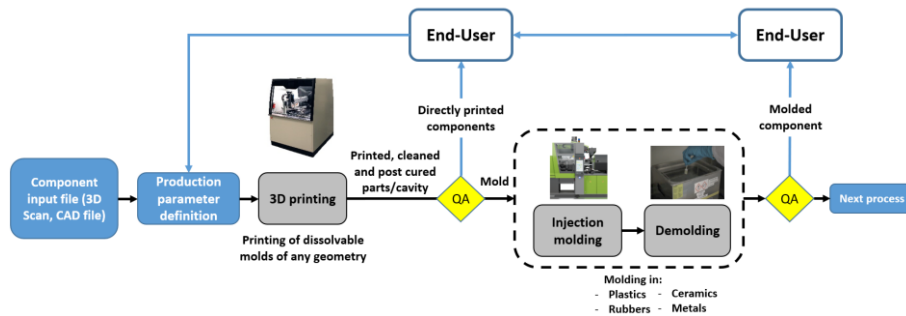 End-User
End-User
Directly printed
components
Molded
component
Printed, cleaned
and post cured
parts/cavity
Component
input file (3D
Scan, CAD file)
Production
parameter
definition
3D printing
QA
Mold
Injection
molding
Demolding
QA
Next process
Printing of dissolvable
molds of any geometry
Molding in:
- Plastics - Ceramics
- Rubbers - Metals